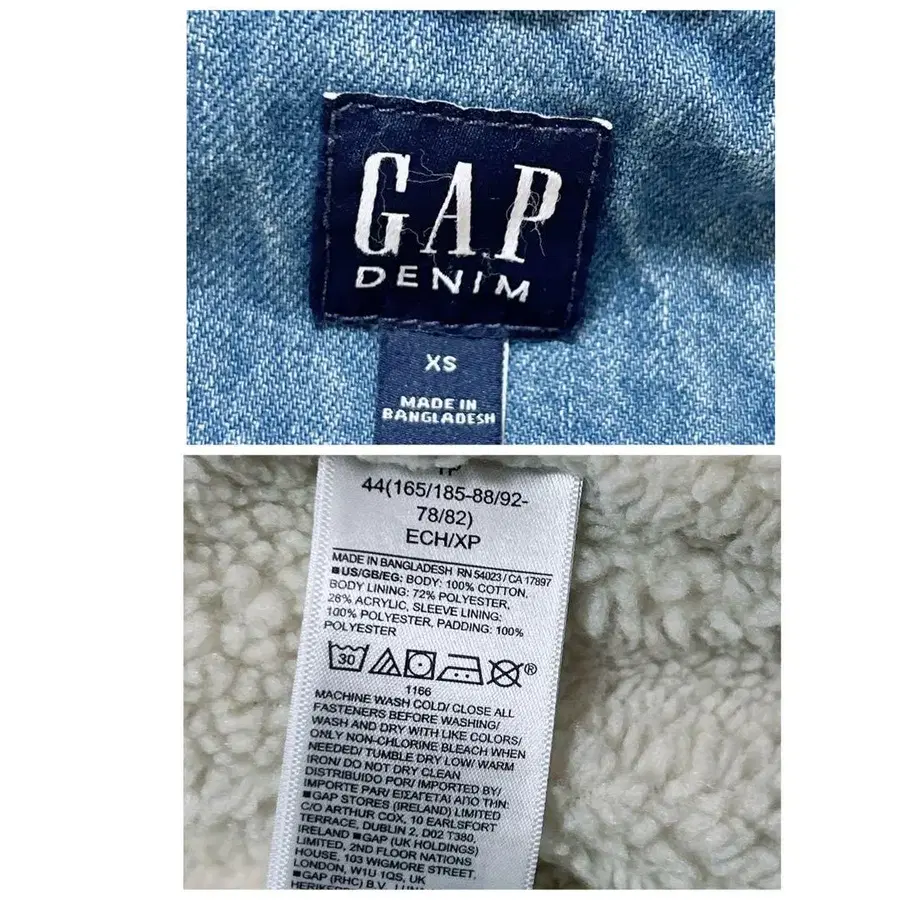 GAP
DENIM
XS
MADE IN
BANGLADESH
44(165/185-88/92-
78/82)
ECH/XP
MADE IN BANGLADESH RN 54023 / CA 17897
■US/GB/EG: BODY: 100% COTTON,
BODY LINING: 72% POLYESTER,
28% ACRYLIC, SLEEVE LINING:
100% POLYESTER, PADDING: 100%
POLYESTER
30
®
1166
MACHINE WASH COLD/ CLOSE ALL
FASTENERS BEFORE WASHING/
WASH AND DRY WITH LIKE COLORS/
ONLY NON-CHLORINE BLEACH WHEN
NEEDED/ TUMBLE DRY LOW/ WARM
IRON/ DO NOT DRY CLEAN
DISTRIBUIDO POR/ IMPORTED BY/
IMPORTE PAR/ ΕΙΣΑΓΕΤΑΙ ΑΠΟ ΤΗΝ:
■GAP STORES (IRELAND) LIMITED
C/O ARTHUR COX, 10 EARLSFORT
TERRACE, DUBLIN 2, D02 T380,
IRELAND ■GAP (UK HOLDINGS)
LIMITED, 2ND FLOOR NATIONS
HOUSE, 103 WIGMORE STREET,
LONDON, W1U 1QS, UK
■GAP (RHC) B.V.